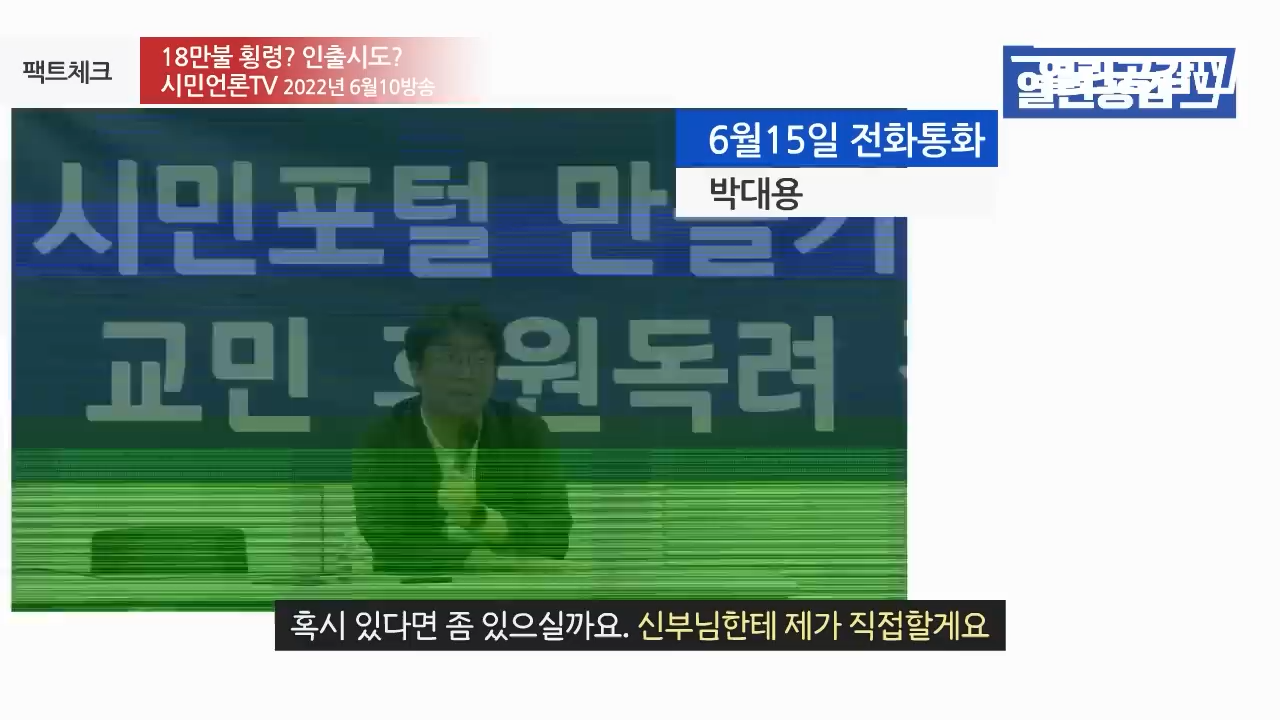 팩트체크
18만불 횡령? 인출시도?
시민언론TV 2022년 6월10방송
6월15일 전화통화
박대용
시민포털 만들기
교민 원독려
혹시 있다면 좀 있으실까요. 신부님한테 제가 직접할게요